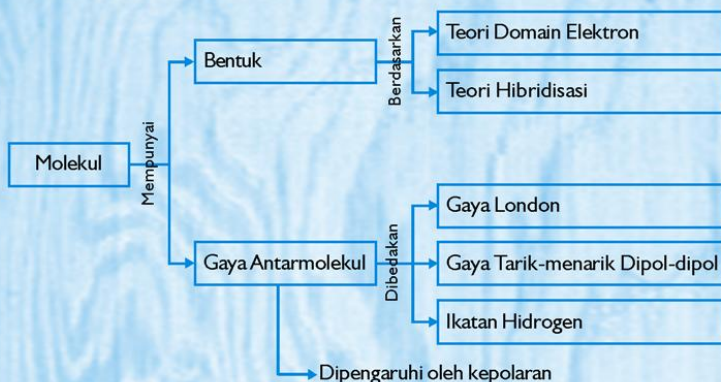 Molekul
Mempunyai
Bentuk
Berdasarkan
Teori Domain Elektron
Teori Hibridisasi
Gaya Antarmolekul
Dibedakan
Gaya London
Gaya Tarik-menarik Dipol-dipol
Ikatan Hidrogen
Dipengaruhi oleh kepolaran